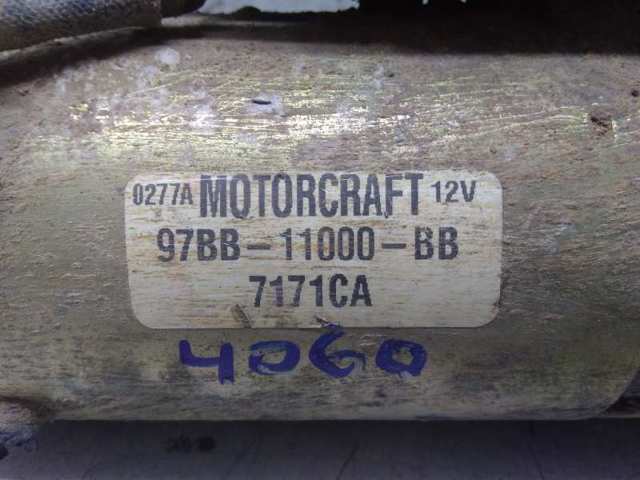 0277A MOTORCRAFT 12V
97BB-11000-BB
7171CA
4060